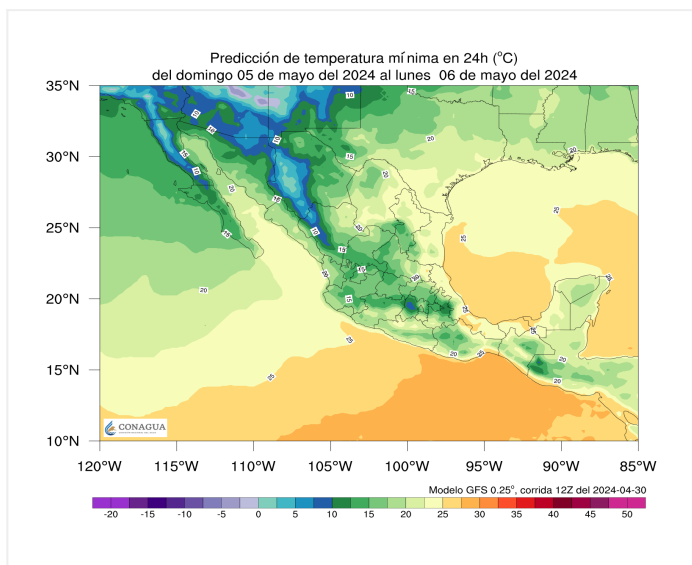 Predicción de temperatura mínima en 24h (°C)
del domingo 05 de mayo del 2024 al lunes 06 de mayo del 2024
35°N
30°N
25°N
20°N
15°N
10°N
120°W 115°W 110°W 105°W 100°W 95°W 90°W 85°W
CONAGUA
Modelo GFS 0.25°, corrida 12Z del 2024-04-30
-20 -15 -10 -5 0 5 10 15 20 25 30 35 40 45 50